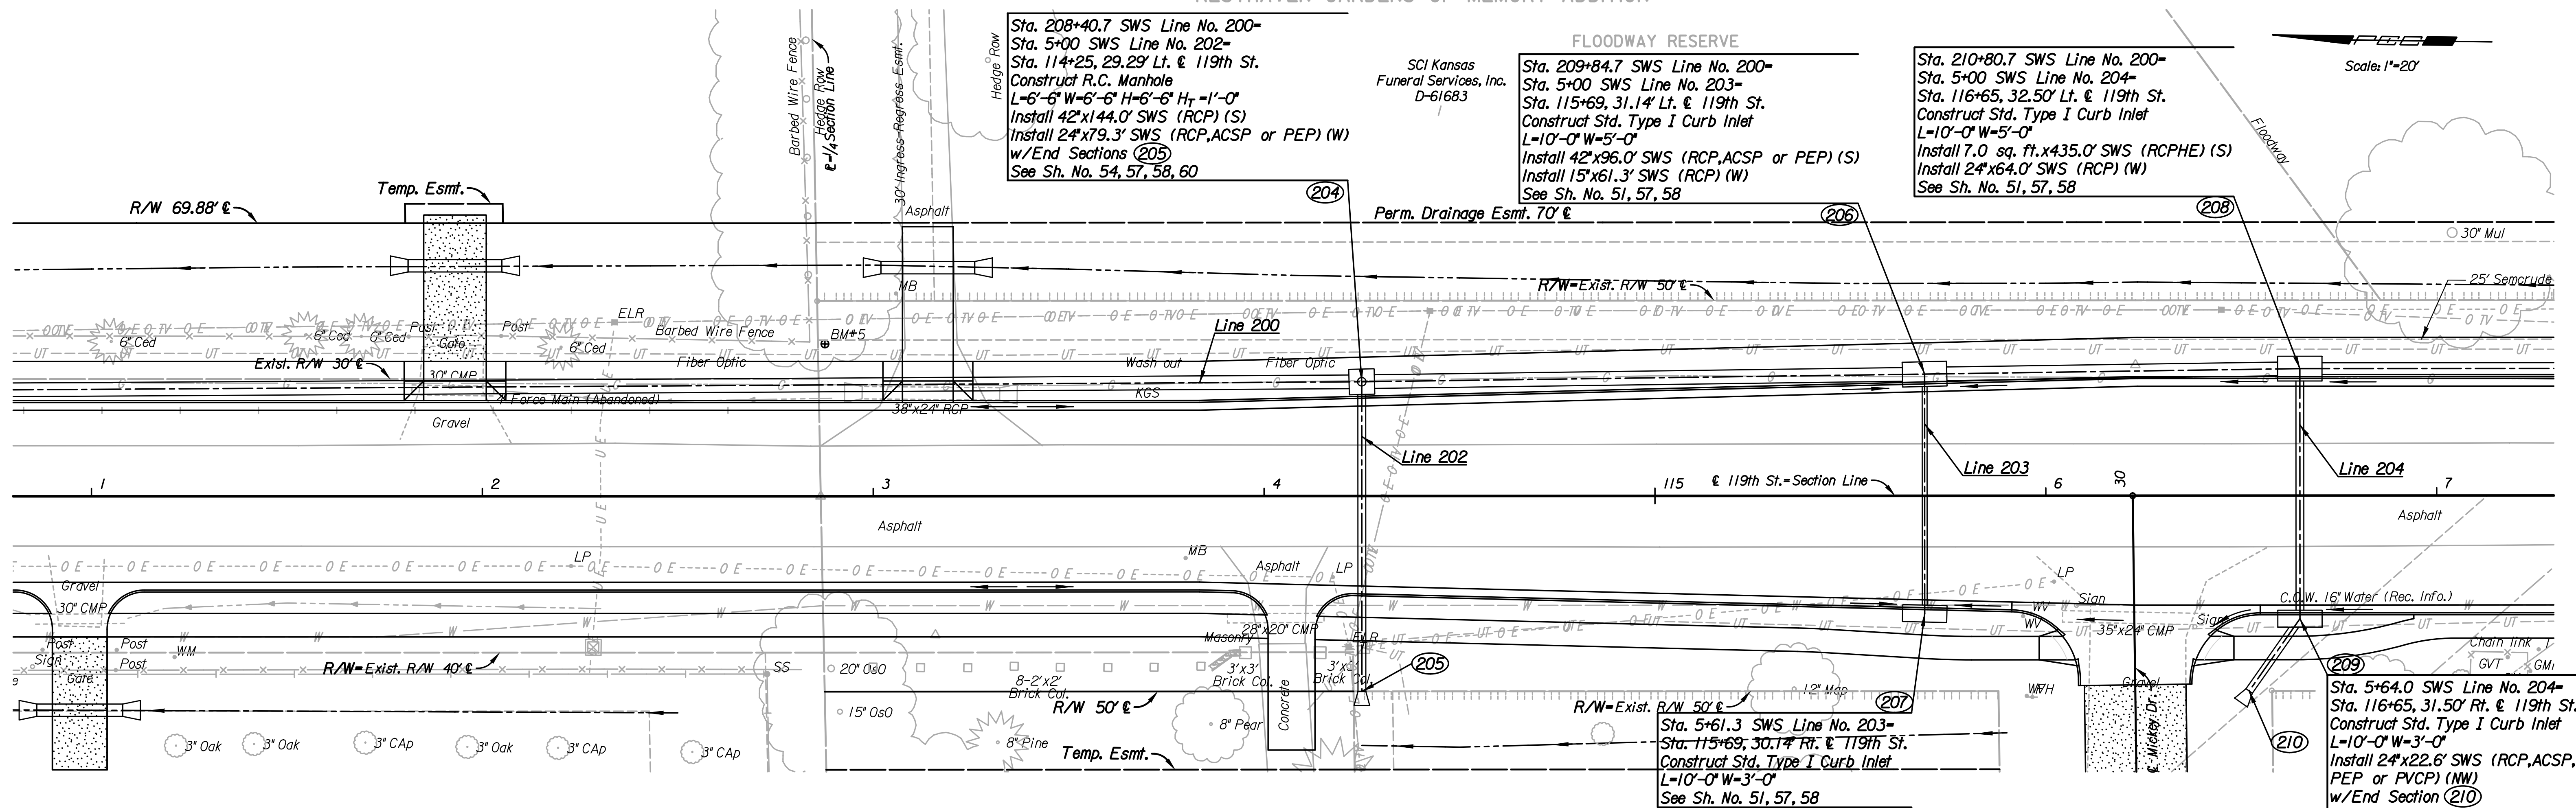 Sta. 208+40.7 SWS Line No. 200=
Sta. 5+00 SWS Line No. 202=
Sta. 114+25, 29.29' Lt. ℄ 119th St.
Construct R.C. Manhole
L=6'-6" W=6'-6" H=6'-6" HT =1'-0"
Install 42"x144.0' SWS (RCP) (S)
Install 24"x79.3' SWS (RCP,ACSP or PEP) (W)
w/End Sections 205
See Sh. No. 54, 57, 58, 60
204
SCI Kansas
Funeral Services, Inc.
D-61683
FLOODWAY RESERVE
Sta. 209+84.7 SWS Line No. 200=
Sta. 5+00 SWS Line No. 203=
Sta. 115+69, 31.14' Lt. ℄ 119th St.
Construct Std. Type I Curb Inlet
L=10'-0" W=5'-0"
Install 42"x96.0' SWS (RCP,ACSP or PEP) (S)
Install 15"x61.3' SWS (RCP) (W)
See Sh. No. 51, 57, 58
206
Sta. 210+80.7 SWS Line No. 200=
Sta. 5+00 SWS Line No. 204=
Sta. 116+65, 32.50' Lt. ℄ 119th St.
Construct Std. Type I Curb Inlet
L=10'-0" W=5'-0"
Install 7.0 sq. ft.x435.0' SWS (RCPHE) (S)
Install 24"x64.0' SWS (RCP) (W)
See Sh. No. 51, 57, 58
208
Scale: 1"=20'
Floodway
Barbed Wire Fence
Hedge Row
℄=1/4 Section Line
30' Ingress-Regress Esmt.
Hedge Row
Temp. Esmt.
R/W 69.88' ℄
Asphalt
Perm. Drainage Esmt. 70' ℄
30" Mul
MB
R/W=Exist. R/W 50' ℄
25' Semcrude
ELR
Barbed Wire Fence
BM#5
Line 200
6" Ced
6" Ced
6" Ced
Post
Gate
Post
6" Ced
Fiber Optic
Wash out
Fiber Optic
Exist. R/W 30' ℄
30" CMP
Force Main (Abandoned)
38"x24" RCP
KGS
Gravel
Line 202
Line 203
Line 204
1
2
3
4
115
℄ 119th St.=Section Line
6
30
7
Asphalt
Asphalt
LP
MB
Asphalt
LP
LP
Gravel
30" CMP
Sign
C.O.W. 16" Water (Rec. Info.)
WV
WV
28"x20" CMP
35"x24" CMP
Sign
Masonry
ELR
Post
Post
Sign
Post
Gate
WM
R/W=Exist. R/W 40' ℄
SS
20" OsO
8-2'x2'
Brick Col.
3'x3'
Brick Col.
3'x3'
Brick Col.
205
Chain link
GVT
R/W 50' ℄
15" OsO
8" Pear
Concrete
12" Map
R/W=Exist. R/W 50' ℄
207
Gravel
209
3" Oak
3" Oak
3" CAp
3" Oak
3" CAp
3" CAp
8" Pine
Temp. Esmt.
℄ Mickey Dr.
210
Sta. 5+61.3 SWS Line No. 203=
Sta. 115+69, 30.14' Rt. ℄ 119th St.
Construct Std. Type I Curb Inlet
L=10'-0" W=3'-0"
See Sh. No. 51, 57, 58
Sta. 5+64.0 SWS Line No. 204=
Sta. 116+65, 31.50' Rt. ℄ 119th St.
Construct Std. Type I Curb Inlet
L=10'-0" W=3'-0"
Install 24"x22.6' SWS (RCP,ACSP,
PEP or PVCP) (NW)
w/End Section 210